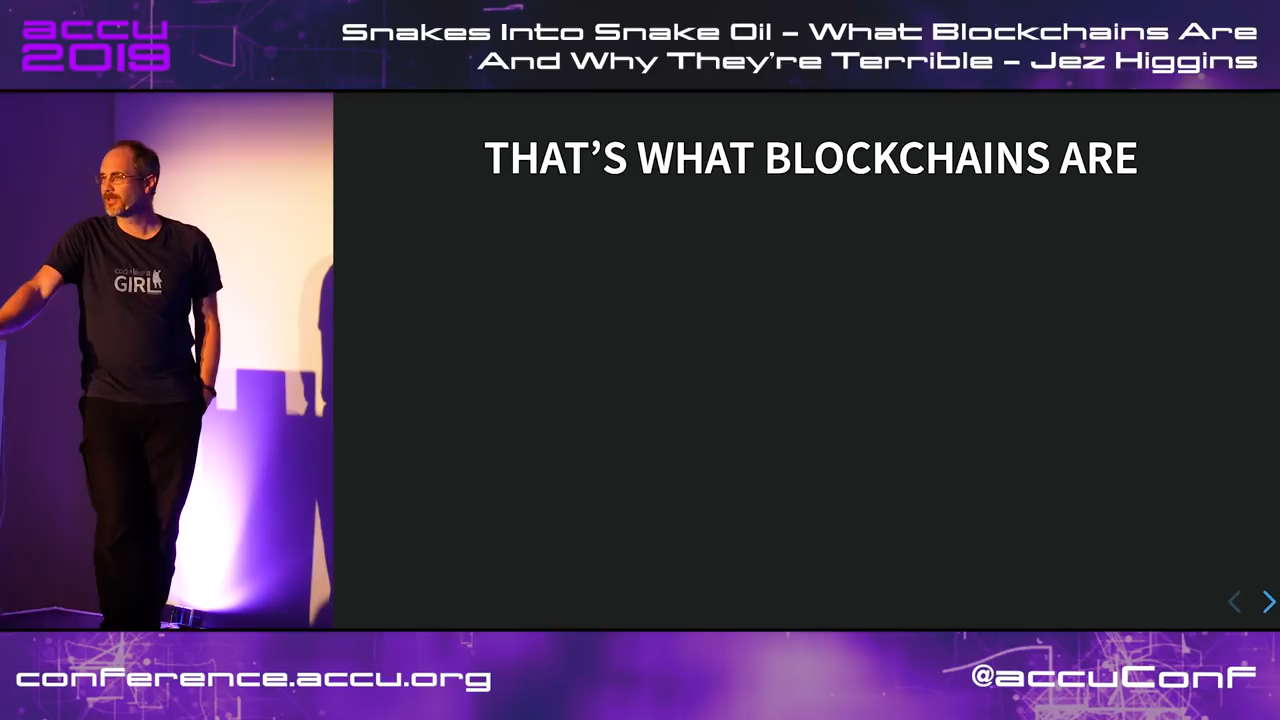 accu
2019
Snakes Into Snake Oil – What Blockchains Are
And Why They're Terrible – Jez Higgins
THAT’S WHAT BLOCKCHAINS ARE
GIRL
conference.accu.org
@accuConf